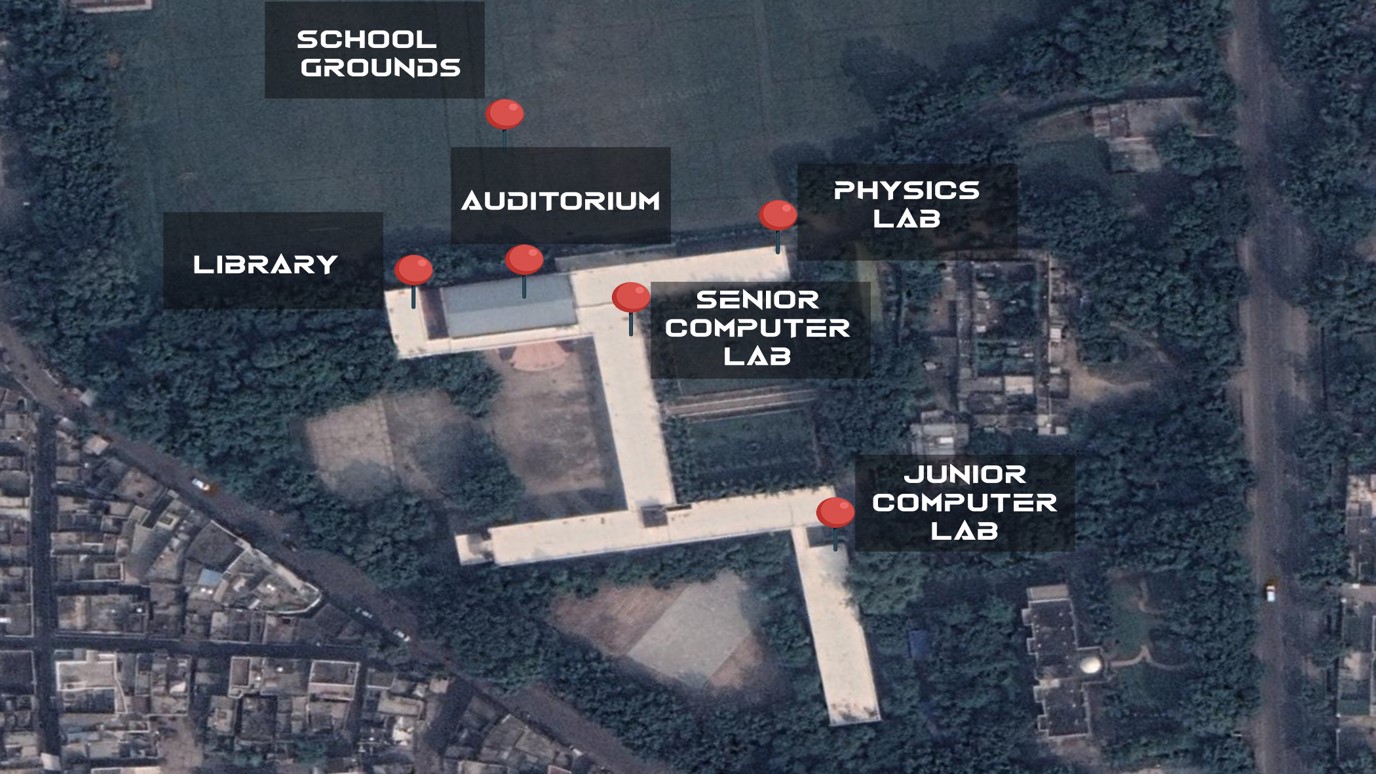 SCHOOL
GROUNDS
AUDITORIUM
PHYSICS
LAB
LIBRARY
SENIOR
COMPUTER
LAB
JUNIOR
COMPUTER
LAB